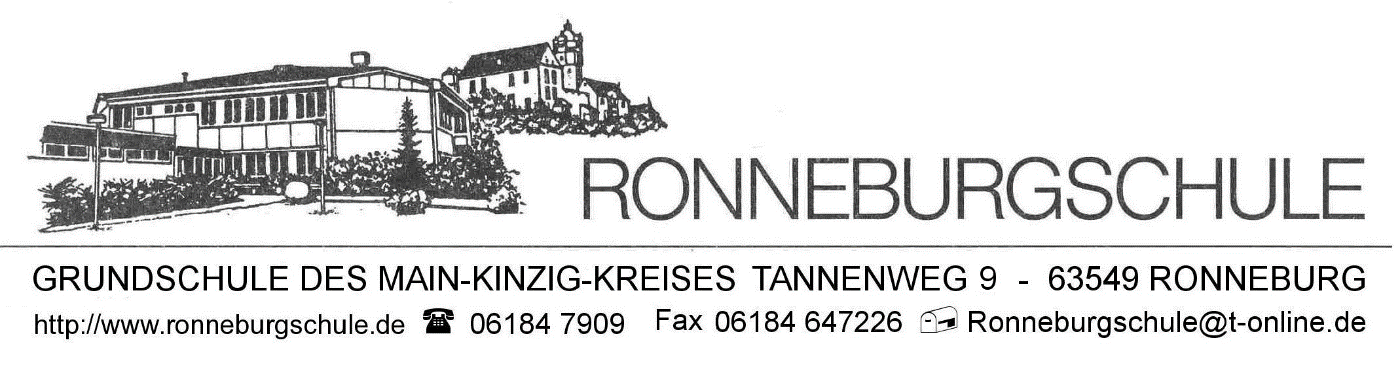 RONNEBURGSCHULE
GRUNDSCHULE DES MAIN-KINZIG-KREISES TANNENWEG 9 - 63549 RONNEBURG
http://www.ronneburgschule.de ☎ 06184 7909 Fax 06184 647226 Ronneburgschule@t-online.de